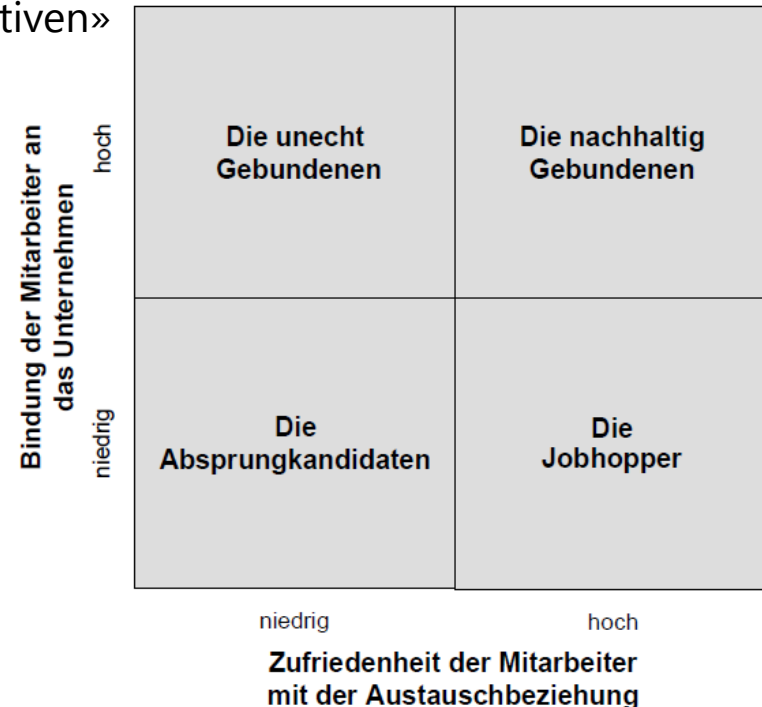 tiven»
Bindung der Mitarbeiter an
das Unternehmen
hoch
niedrig
Die unecht
Gebundenen
Die nachhaltig
Gebundenen
Die
Absprungkandidaten
Die
Jobhopper
niedrig
hoch
Zufriedenheit der Mitarbeiter
mit der Austauschbeziehung